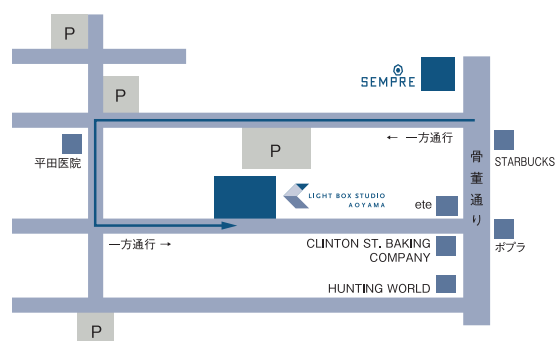 P
P
SEMPRE
← 一方通行
平田医院
P
骨董通り
STARBUCKS
LIGHT BOX STUDIO
AOYAMA
ete
一方通行 →
CLINTON ST. BAKING
COMPANY
ポプラ
HUNTING WORLD
P